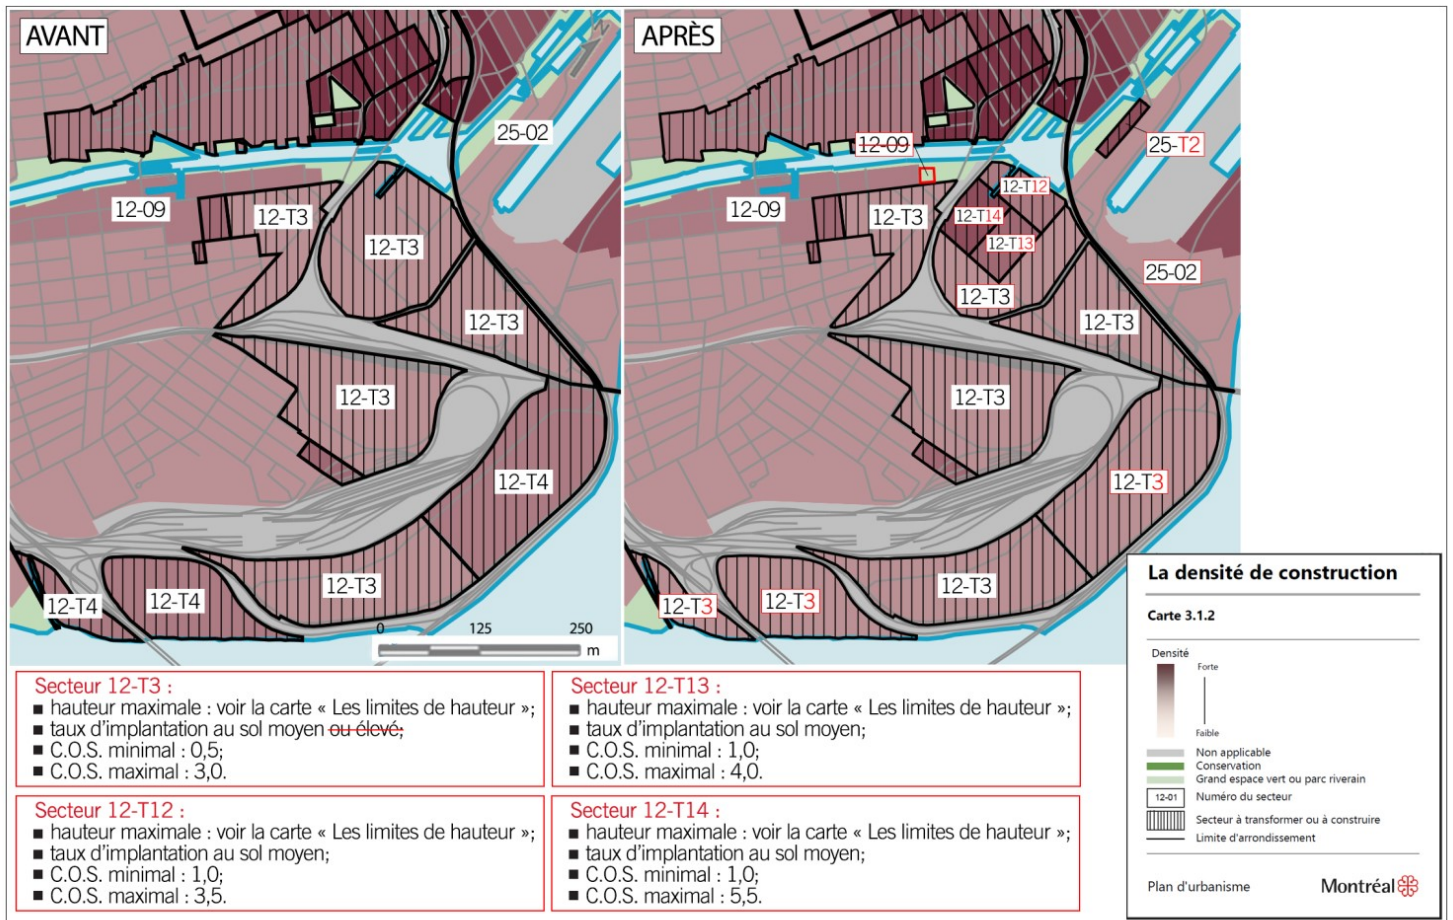 AVANT
25-02
12-09
12-T3
12-T3
12-T3
12-T3
12-T4
12-T3
12-T4
12-T4
0 125 250
m
APRÈS
12-09
25-T2
12-T12
12-09
12-T3
12-T14
12-T13
25-02
12-T3
12-T3
12-T3
12-T3
12-T3
12-T3
12-T3
Secteur 12-T3 :
■ hauteur maximale : voir la carte « Les limites de hauteur »;
■ taux d'implantation au sol moyen ou élevé;
■ C.O.S. minimal : 0,5;
■ C.O.S. maximal : 3,0.
Secteur 12-T13 :
■ hauteur maximale : voir la carte « Les limites de hauteur »;
■ taux d'implantation au sol moyen;
■ C.O.S. minimal : 1,0;
■ C.O.S. maximal : 4,0.
Secteur 12-T12 :
■ hauteur maximale : voir la carte « Les limites de hauteur »;
■ taux d'implantation au sol moyen;
■ C.O.S. minimal : 1,0;
■ C.O.S. maximal : 3,5.
Secteur 12-T14 :
■ hauteur maximale : voir la carte « Les limites de hauteur »;
■ taux d'implantation au sol moyen;
■ C.O.S. minimal : 1,0;
■ C.O.S. maximal : 5,5.
La densité de construction
Carte 3.1.2
Densité
Forte
Faible
Non applicable
Conservation
Grand espace vert ou parc riverain
12-01 Numéro du secteur
Secteur à transformer ou à construire
Limite d'arrondissement
Plan d'urbanisme
Montréal